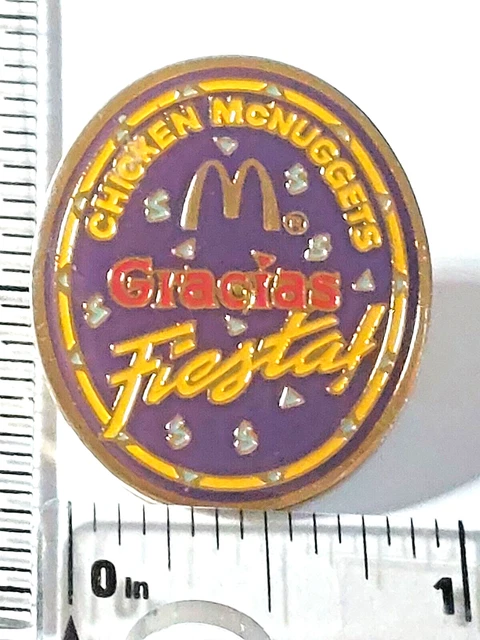 CHICKEN McNUGGETS
M®
Gracias
Fiesta!
0 in 1